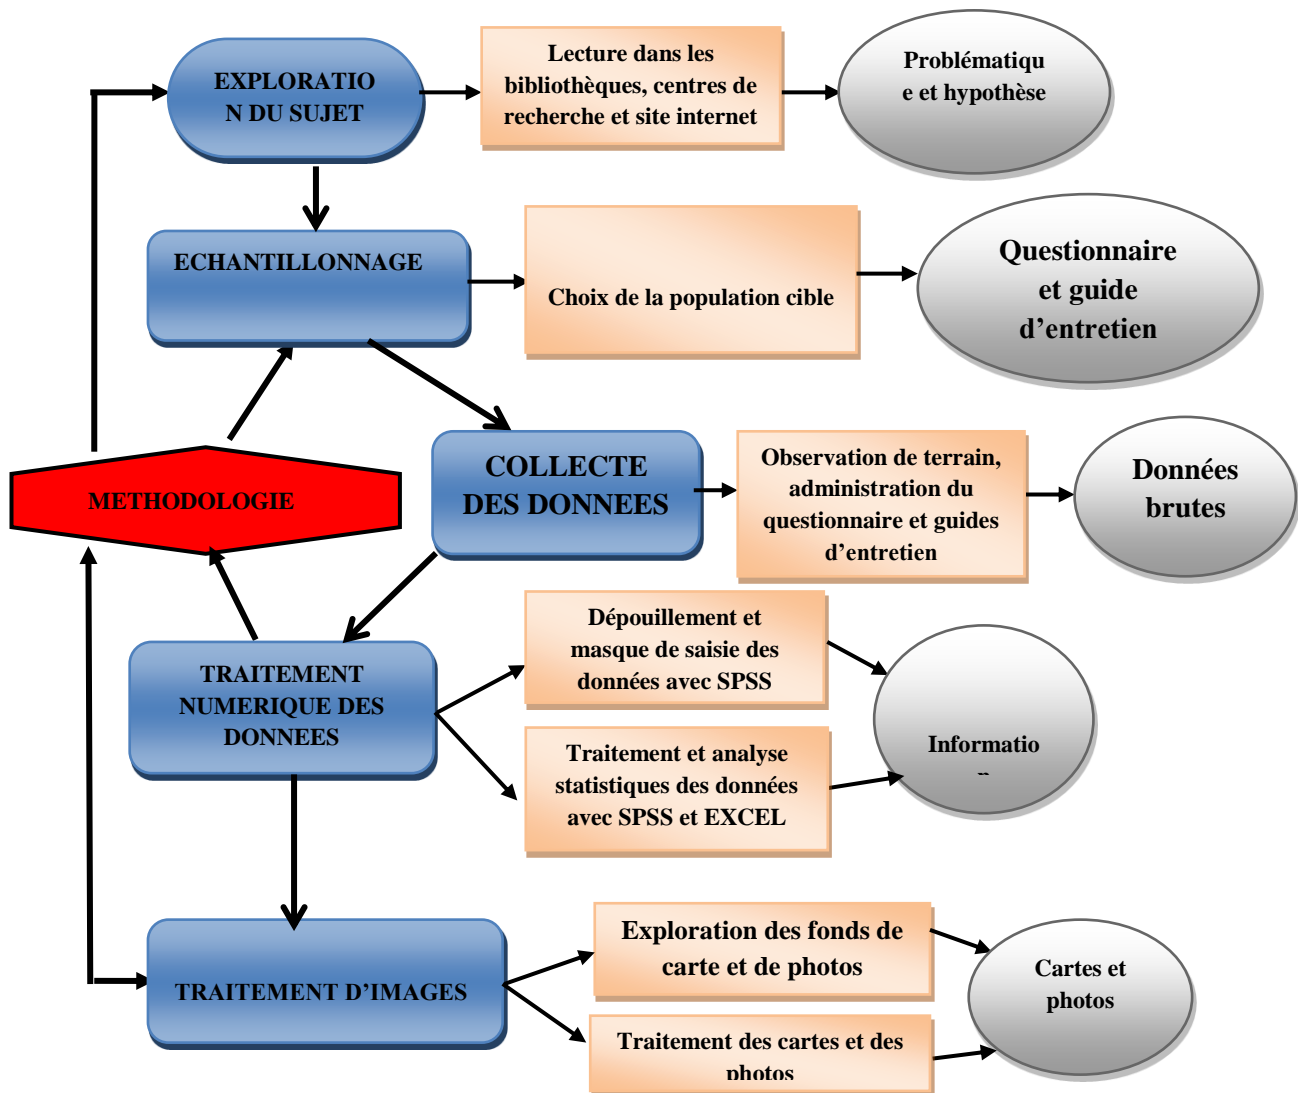 EXPLORATIO
N DU SUJET
Lecture dans les
bibliothèques, centres de
recherche et site internet
Problématiqu
e et hypothèse
ECHANTILLONNAGE
Choix de la population cible
Questionnaire
et guide
d’entretien
METHODOLOGIE
COLLECTE
DES DONNEES
Observation de terrain,
administration du
questionnaire et guides
d’entretien
Données
brutes
TRAITEMENT
NUMERIQUE DES
DONNEES
Dépouillement et
masque de saisie des
données avec SPSS
Traitement et analyse
statistiques des données
avec SPSS et EXCEL
Informatio
n
TRAITEMENT D’IMAGES
Exploration des fonds de
carte et de photos
Traitement des cartes et des
photos
Cartes et
photos